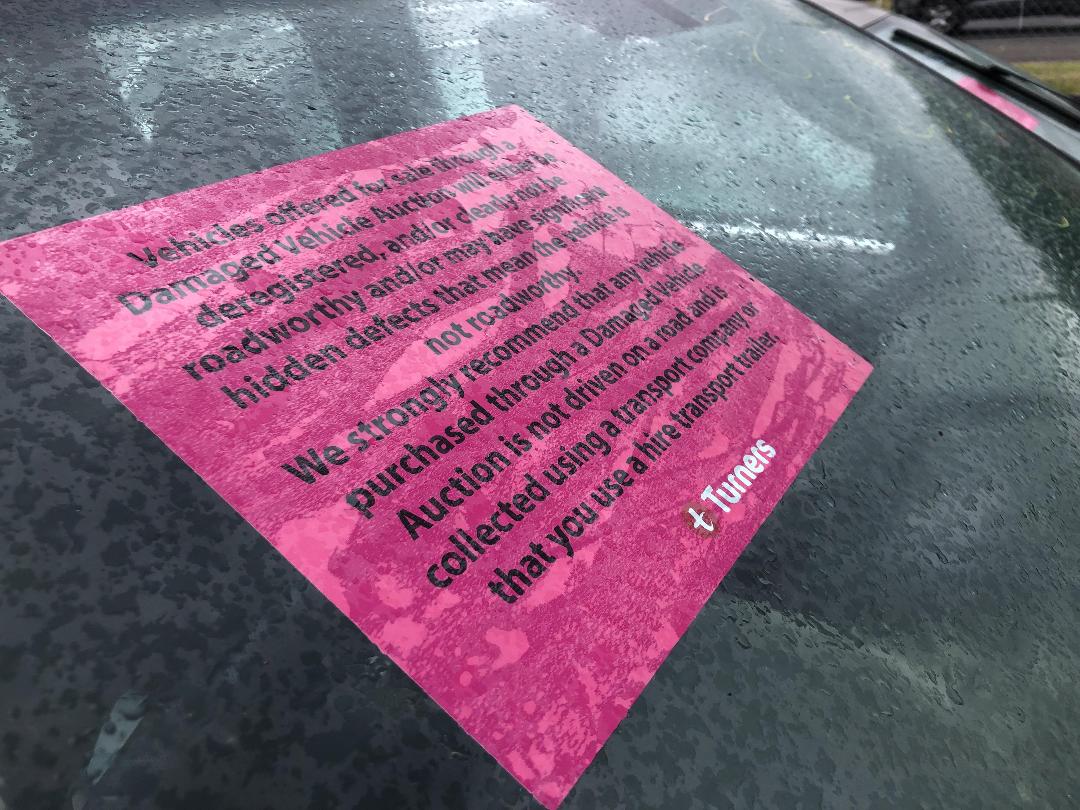 Vehicles offered for sale through a
Damaged Vehicle Auction will either be
deregistered, and/or clearly not be
roadworthy and/or may have significant
hidden defects that mean the vehicle is
not roadworthy.
We strongly recommend that any vehicle
purchased through a Damaged Vehicle
Auction is not driven on a road and is
collected using a transport company or
that you use a hire transport trailer.
t Turners